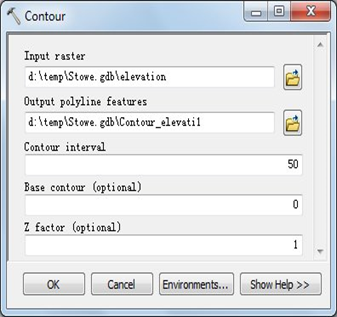 Contour
Input raster
d:\temp\Stowe.gdb\elevation
Output polyline features
d:\temp\Stowe.gdb\Contour_elevati1
Contour interval
50
Base contour (optional)
0
Z factor (optional)
1
OK
Cancel
Environments...
Show Help >>